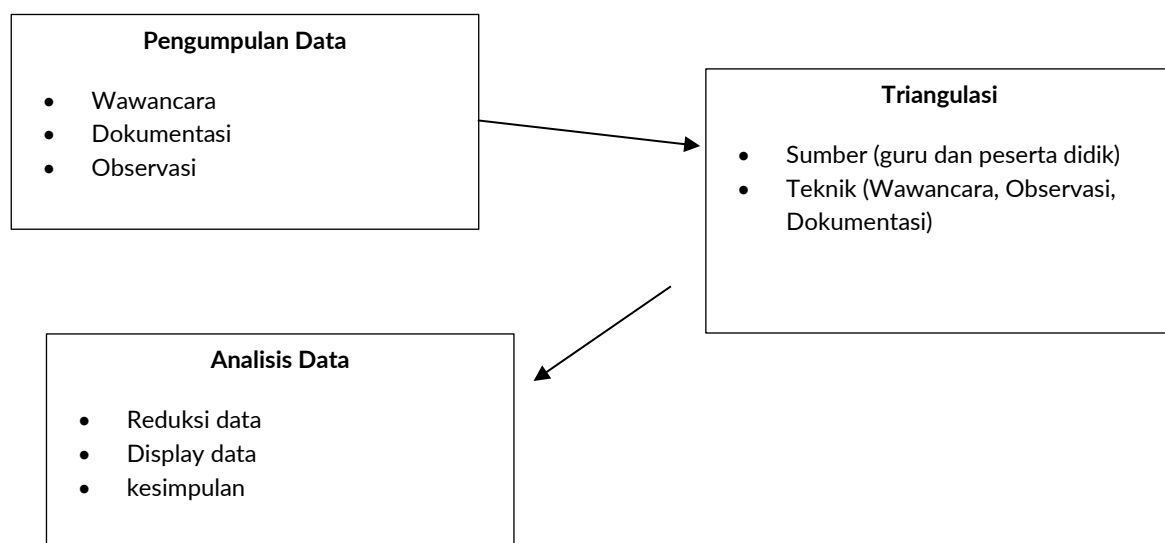 Pengumpulan Data
• Wawancara
• Dokumentasi
• Observasi
Triangulasi
• Sumber (guru dan peserta didik)
• Teknik (Wawancara, Observasi,
Dokumentasi)
Analisis Data
• Reduksi data
• Display data
• kesimpulan